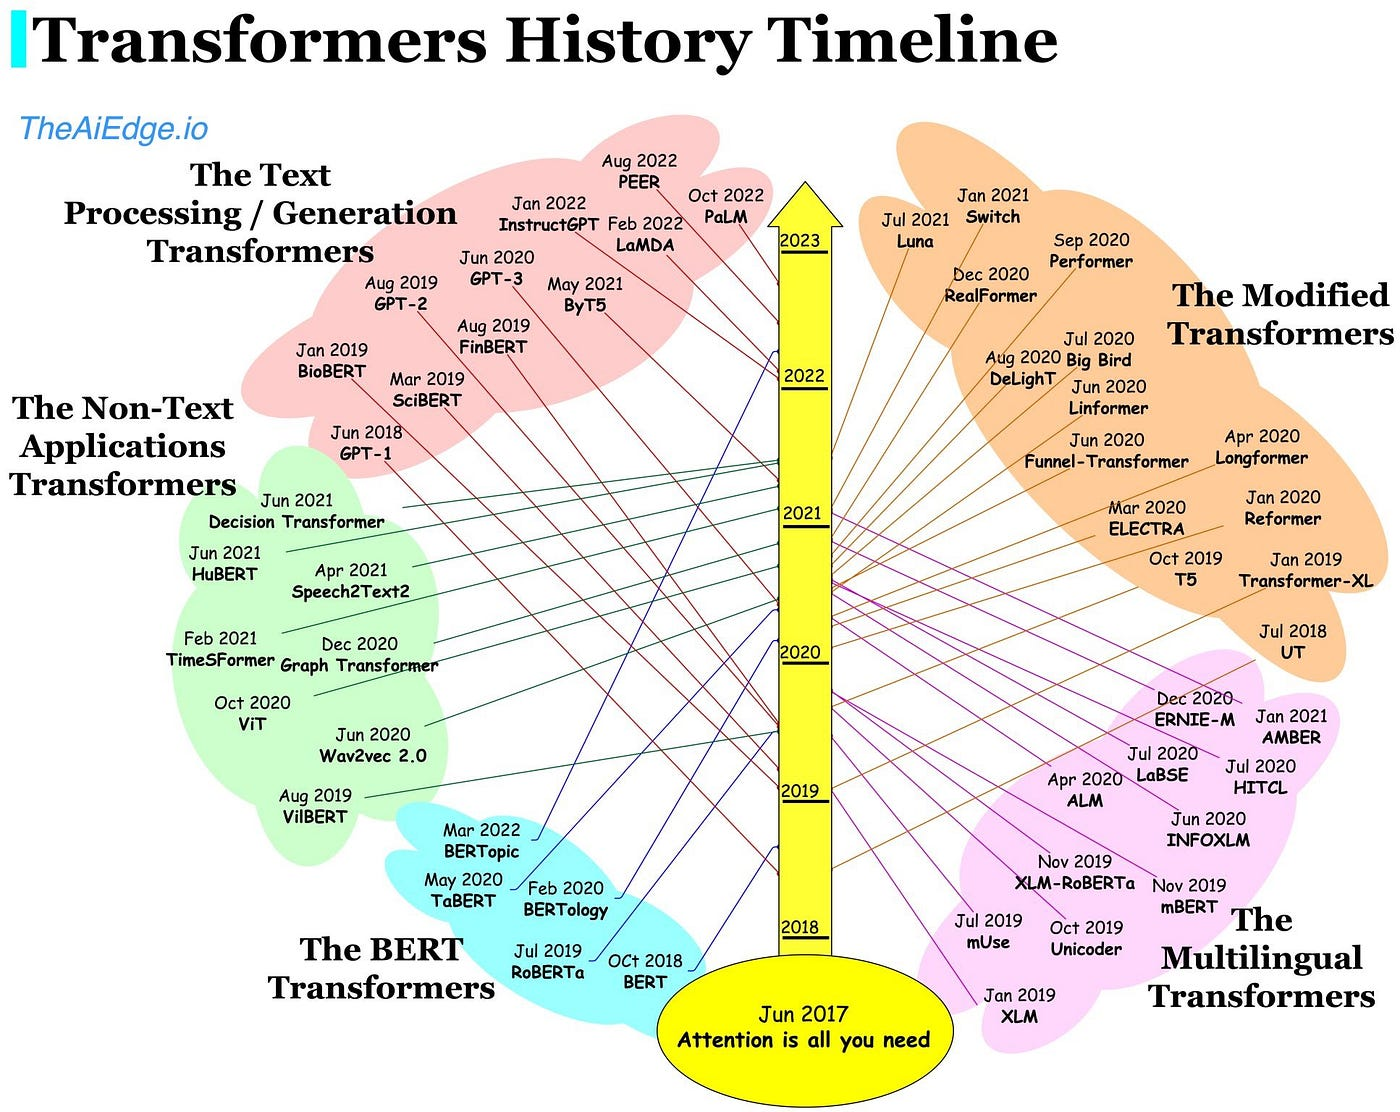 Transformers History Timeline
TheAiEdge.io
The Text
Processing / Generation
Transformers
Aug 2022
PEER
Oct 2022
PaLM
Jan 2022
InstructGPT
Feb 2022
LaMDA
Jun 2020
GPT-3
May 2021
ByT5
Aug 2019
GPT-2
Aug 2019
FinBERT
Jan 2019
BioBERT
Mar 2019
SciBERT
Jun 2018
GPT-1
The Non-Text
Applications
Transformers
Jun 2021
Decision Transformer
Jun 2021
HuBERT
Apr 2021
Speech2Text2
Feb 2021
TimeSFormer
Dec 2020
Graph Transformer
Oct 2020
ViT
Jun 2020
Wav2vec 2.0
Aug 2019
VilBERT
Mar 2022
BERTopic
May 2020
TaBERT
Feb 2020
BERTology
Jul 2019
RoBERTa
OCt 2018
BERT
The BERT
Transformers
2023
2022
2021
2020
2019
2018
Jun 2017
Attention is all you need
Jan 2021
Switch
Jul 2021
Luna
Sep 2020
Performer
Dec 2020
RealFormer
The Modified
Transformers
Jul 2020
Big Bird
Aug 2020
DeLighT
Jun 2020
Linformer
Jun 2020
Funnel-Transformer
Apr 2020
Longformer
Jan 2020
Reformer
Mar 2020
ELECTRA
Oct 2019
T5
Jan 2019
Transformer-XL
Jul 2018
UT
Dec 2020
ERNIE-M
Jan 2021
AMBER
Jul 2020
LaBSE
Jul 2020
HITCL
Apr 2020
ALM
Jun 2020
INFOXLM
Nov 2019
XLM-RoBERTa
Nov 2019
mBERT
Jul 2019
mUse
Oct 2019
Unicoder
Jan 2019
XLM
The
Multilingual
Transformers